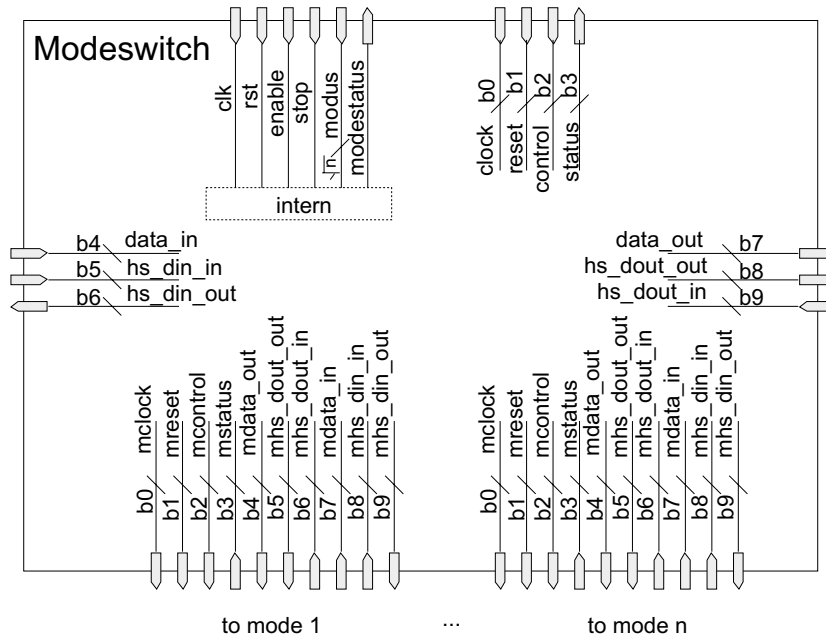 Modeswitch
clk
rst
enable
stop
modus
modestatus
n
intern
b0
b1
b2
b3
clock
reset
control
status
b4 data_in
b5 hs_din_in
b6 hs_din_out
data_out b7
hs_dout_out b8
hs_dout_in b9
mclock
mreset
mcontrol
mstatus
mdata_out
mhs_dout_out
mhs_dout_in
mdata_in
mhs_din_in
mhs_din_out
b0
b1
b2
b3
b4
b5
b6
b7
b8
b9
mclock
mreset
mcontrol
mstatus
mdata_out
mhs_dout_out
mhs_dout_in
mdata_in
mhs_din_in
mhs_din_out
b0
b1
b2
b3
b4
b5
b6
b7
b8
b9
to mode 1 ... to mode n